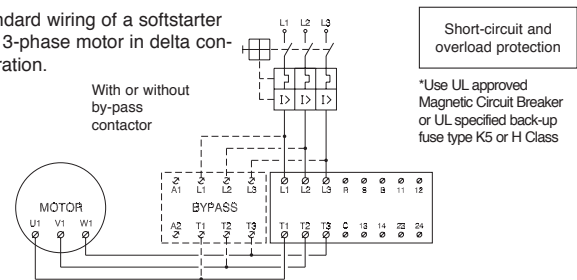 ndard wiring of a softstarter
3-phase motor in delta con-
ration.
With or without
by-pass
contactor
L1 L2 L3
I> I> I>
Short-circuit and
overload protection
*Use UL approved
Magnetic Circuit Breaker
or UL specified back-up
fuse type K5 or H Class
MOTOR
U1 V1 W1
A1 L1 L2 L3
BYPASS
A2 T1 T2 T3
L1 L2 L3 R S B 11 12
T1 T2 T3 C 13 14 23 24